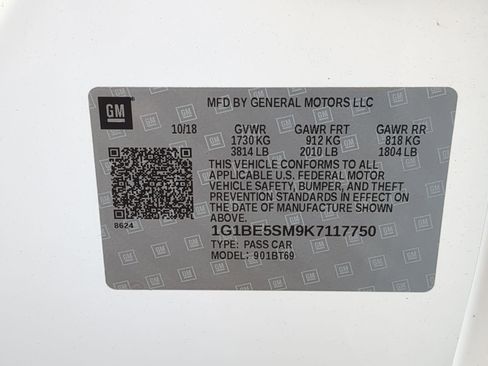 GM
MFD BY GENERAL MOTORS LLC
10/18 GVWR GAWR FRT GAWR RR
1730 KG 912 KG 818 KG
3814 LB 2010 LB 1804 LB
THIS VEHICLE CONFORMS TO ALL
APPLICABLE U.S. FEDERAL MOTOR
VEHICLE SAFETY, BUMPER, AND THEFT
PREVENTION STANDARDS IN EFFECT ON
THE DATE OF MANUFACTURE SHOWN
ABOVE.
8624
1G1BE5SM9K7117750
TYPE: PASS CAR
MODEL: 901BT69